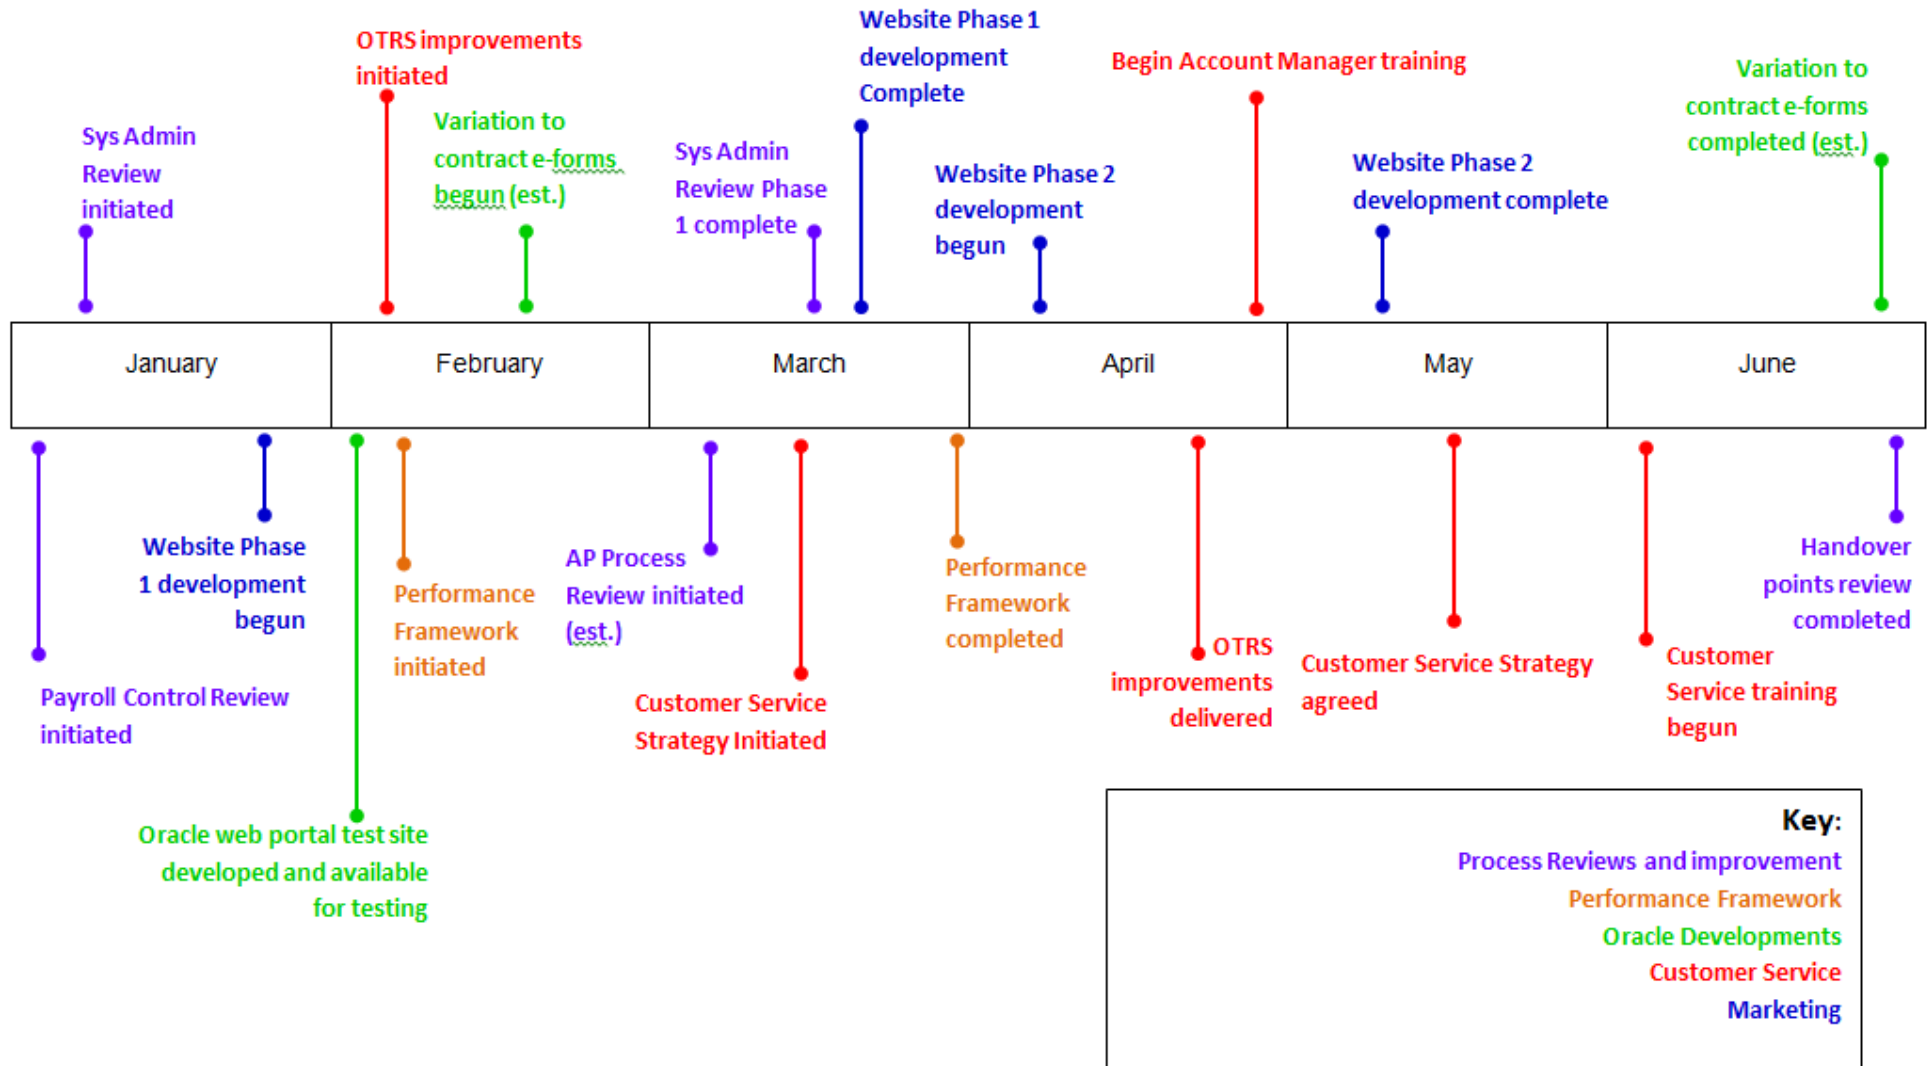 OTRS improvements
initiated
Website Phase 1
development
Complete
Begin Account Manager training
Variation to
contract e-forms
completed (est.)
Sys Admin
Review
initiated
Variation to
contract e-forms
begun (est.)
Sys Admin
Review Phase
1 complete
Website Phase 2
development
begun
Website Phase 2
development complete
January
February
March
April
May
June
Payroll Control Review
initiated
Website Phase
1 development
begun
Oracle web portal test site
developed and available
for testing
Performance
Framework
initiated
AP Process
Review initiated
(est.)
Customer Service
Strategy Initiated
Performance
Framework
completed
OTRS
improvements
delivered
Customer Service Strategy
agreed
Customer
Service training
begun
Handover
points review
completed
Key:
Process Reviews and improvement
Performance Framework
Oracle Developments
Customer Service
Marketing